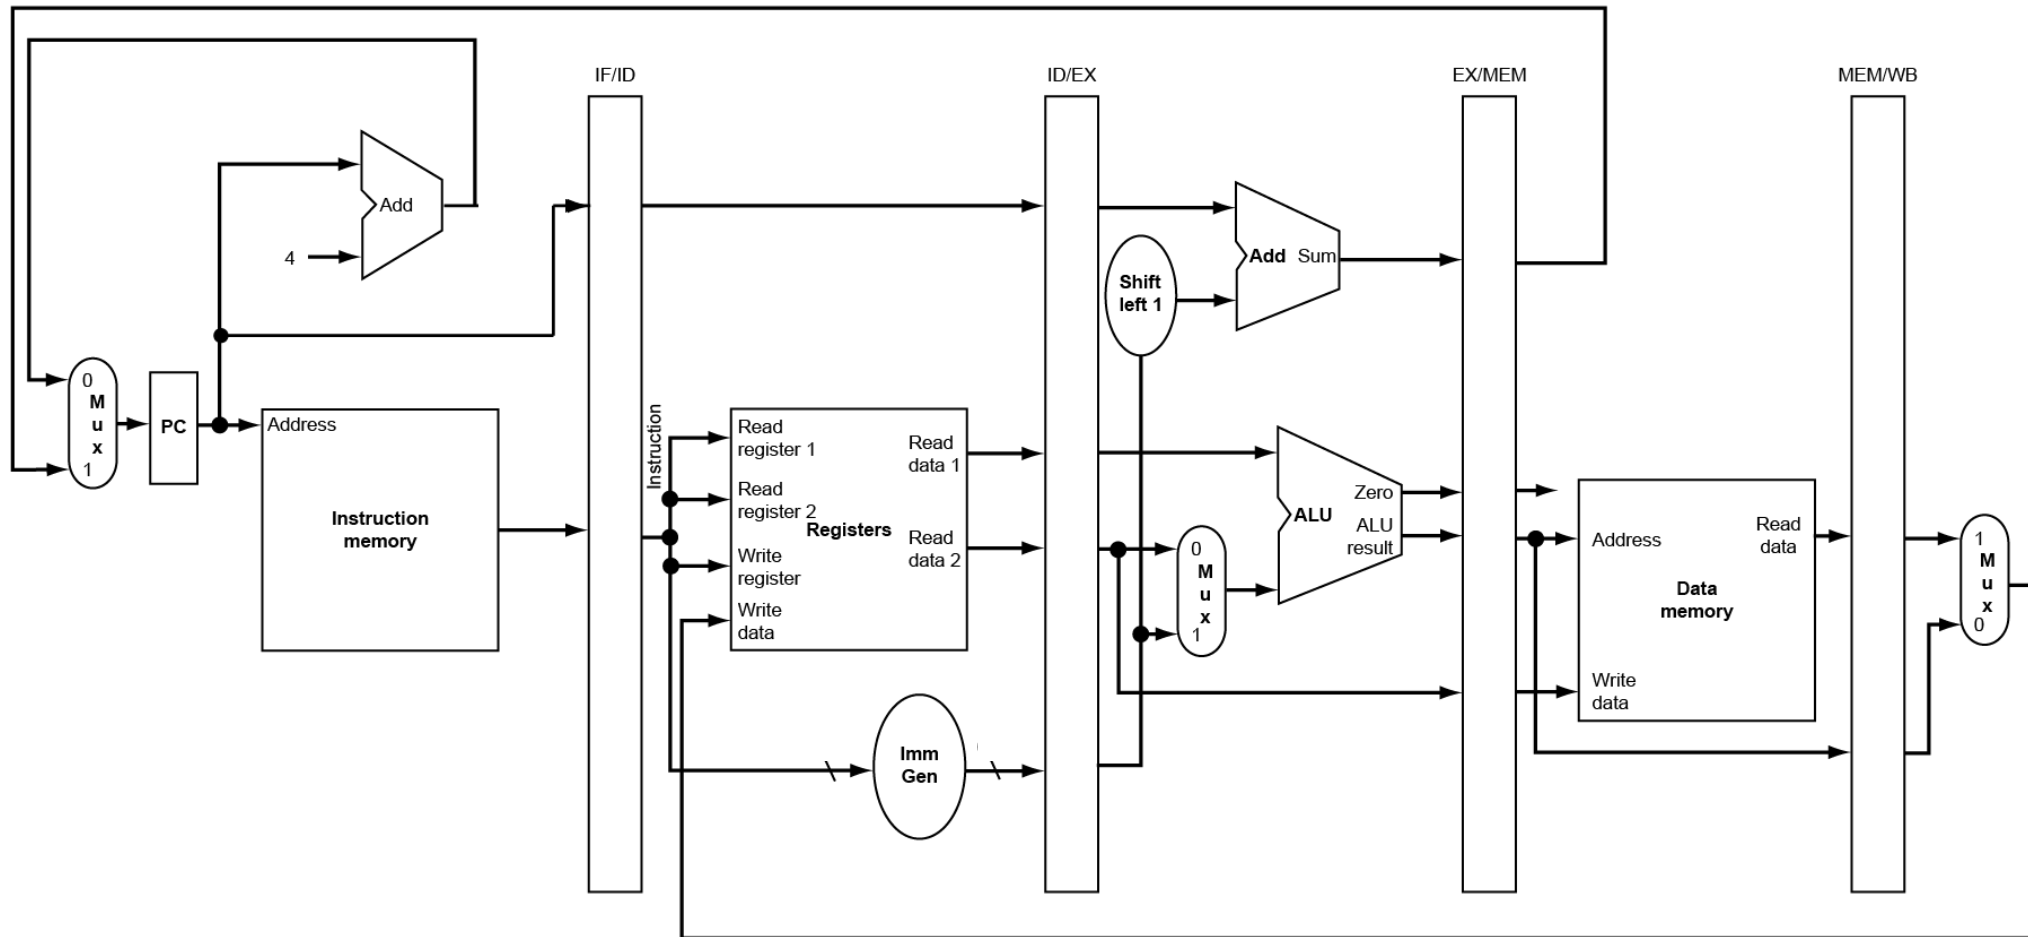 IF/ID
ID/EX
EX/MEM
MEM/WB
Add
4
Add Sum
Shift
left 1
0
M
u
x
1
PC
Address
Instruction
memory
Instruction
Read
register 1
Read
register 2
Write
register
Write
data
Registers
Read
data 1
Read
data 2
Imm
Gen
0
M
u
x
1
ALU
Zero
ALU
result
Address
Read
data
Data
memory
Write
data
1
M
u
x
0